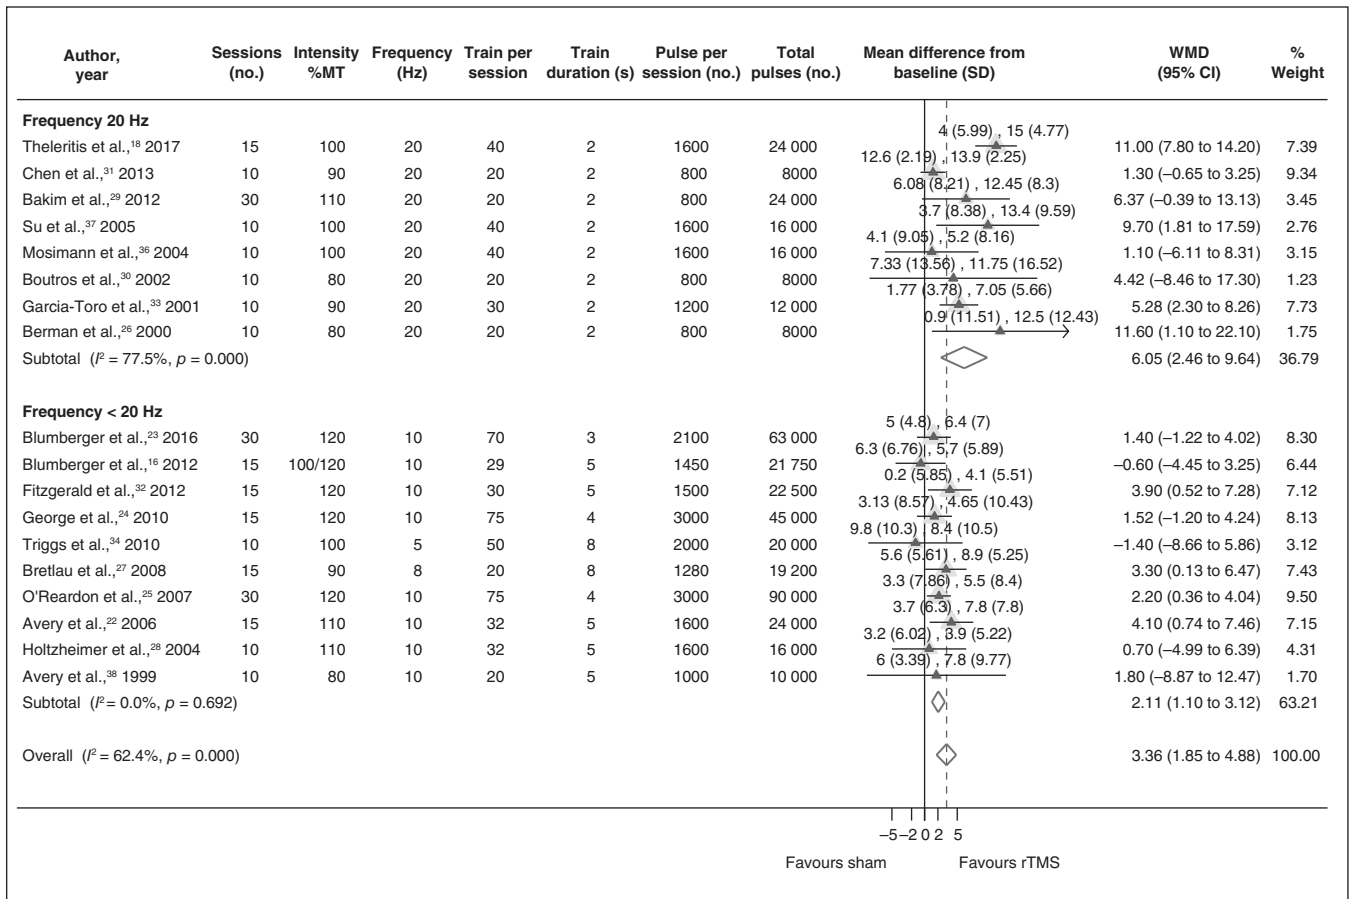 Author, year Sessions (no.) Intensity %MT Frequency (Hz) Train per session Train duration (s) Pulse per session (no.) Total pulses (no.) Mean difference from baseline (SD) WMD (95% CI) % Weight
Frequency 20 Hz
Theleritis et al.,18 2017 15 100 20 40 2 1600 24 000 4 (5.99) , 15 (4.77) 11.00 (7.80 to 14.20) 7.39
Chen et al.,31 2013 10 90 20 20 2 800 8000 12.6 (2.19) , 13.9 (2.25) 1.30 (–0.65 to 3.25) 9.34
Bakim et al.,29 2012 30 110 20 20 2 800 24 000 6.08 (8.21) , 12.45 (8.3) 6.37 (–0.39 to 13.13) 3.45
Su et al.,37 2005 10 100 20 40 2 1600 16 000 3.7 (8.38) , 13.4 (9.59) 9.70 (1.81 to 17.59) 2.76
Mosimann et al.,36 2004 10 100 20 40 2 1600 16 000 4.1 (9.05) , 5.2 (8.16) 1.10 (–6.11 to 8.31) 3.15
Boutros et al.,30 2002 10 80 20 20 2 800 8000 7.33 (13.56) , 11.75 (16.52) 4.42 (–8.46 to 17.30) 1.23
Garcia-Toro et al.,33 2001 10 90 20 30 2 1200 12 000 1.77 (3.78) , 7.05 (5.66) 5.28 (2.30 to 8.26) 7.73
Berman et al.,26 2000 10 80 20 20 2 800 8000 0.9 (11.51) , 12.5 (12.43) 11.60 (1.10 to 22.10) 1.75
Subtotal (I2 = 77.5%, p = 0.000) 6.05 (2.46 to 9.64) 36.79
Frequency < 20 Hz
Blumberger et al.,23 2016 30 120 10 70 3 2100 63 000 5 (4.8) , 6.4 (7) 1.40 (–1.22 to 4.02) 8.30
Blumberger et al.,16 2012 15 100/120 10 29 5 1450 21 750 6.3 (6.76) , 5.7 (5.89) –0.60 (–4.45 to 3.25) 6.44
Fitzgerald et al.,32 2012 15 120 10 30 5 1500 22 500 0.2 (5.85) , 4.1 (5.51) 3.90 (0.52 to 7.28) 7.12
George et al.,24 2010 15 120 10 75 4 3000 45 000 3.13 (8.57) , 4.65 (10.43) 1.52 (–1.20 to 4.24) 8.13
Triggs et al.,34 2010 10 100 5 50 8 2000 20 000 9.8 (10.3) , 8.4 (10.5) –1.40 (–8.66 to 5.86) 3.12
Bretlau et al.,27 2008 15 90 8 20 8 1280 19 200 5.6 (5.61) , 8.9 (5.25) 3.30 (0.13 to 6.47) 7.43
O'Reardon et al.,25 2007 30 120 10 75 4 3000 90 000 3.3 (7.86) , 5.5 (8.4) 2.20 (0.36 to 4.04) 9.50
Avery et al.,22 2006 15 110 10 32 5 1600 24 000 3.7 (6.3) , 7.8 (7.8) 4.10 (0.74 to 7.46) 7.15
Holtzheimer et al.,28 2004 10 110 10 32 5 1600 16 000 3.2 (6.02) , 3.9 (5.22) 0.70 (–4.99 to 6.39) 4.31
Avery et al.,38 1999 10 80 10 20 5 1000 10 000 6 (3.39) , 7.8 (9.77) 1.80 (–8.87 to 12.47) 1.70
Subtotal (I2 = 0.0%, p = 0.692) 2.11 (1.10 to 3.12) 63.21
Overall (I2 = 62.4%, p = 0.000) 3.36 (1.85 to 4.88) 100.00
–5 –2 0 2 5
Favours sham Favours rTMS